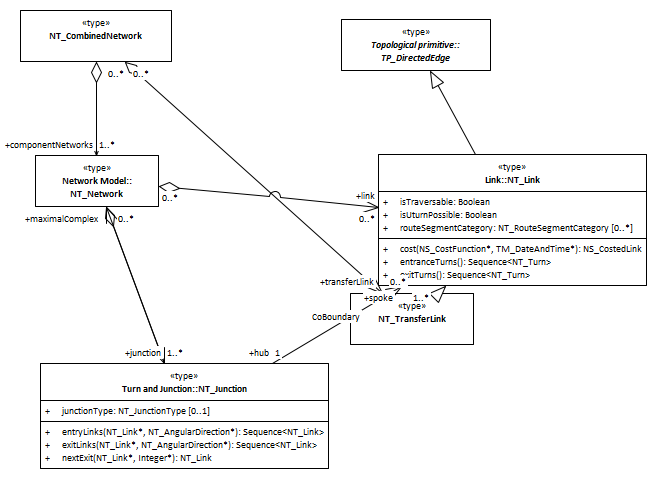 «type»
NT_CombinedNetwork
«type»
Topological primitive::
TP_DirectedEdge
0..*
0..*
+componentNetworks
1..*
«type»
Network Model::
NT_Network
0..*
+maximalComplex
0..*
+link
0..*
«type»
Link::NT_Link
+ isTraversable: Boolean
+ isUturnPossible: Boolean
+ routeSegmentCategory: NT_RouteSegmentCategory [0..*]
+ cost(NS_CostFunction*, TM_DateAndTime*): NS_CostedLink
+ entranceTurns(): Sequence<NT_Turn>
+ exitTurns(): Sequence<NT_Turn>
+transferLlink
0..*
+spoke
1..*
«type»
NT_TransferLink
CoBoundary
+junction
1..*
+hub
1
«type»
Turn and Junction::NT_Junction
+ junctionType: NT_JunctionType [0..1]
+ entryLinks(NT_Link*, NT_AngularDirection*): Sequence<NT_Link>
+ exitLinks(NT_Link*, NT_AngularDirection*): Sequence<NT_Link>
+ nextExit(NT_Link*, Integer*): NT_Link